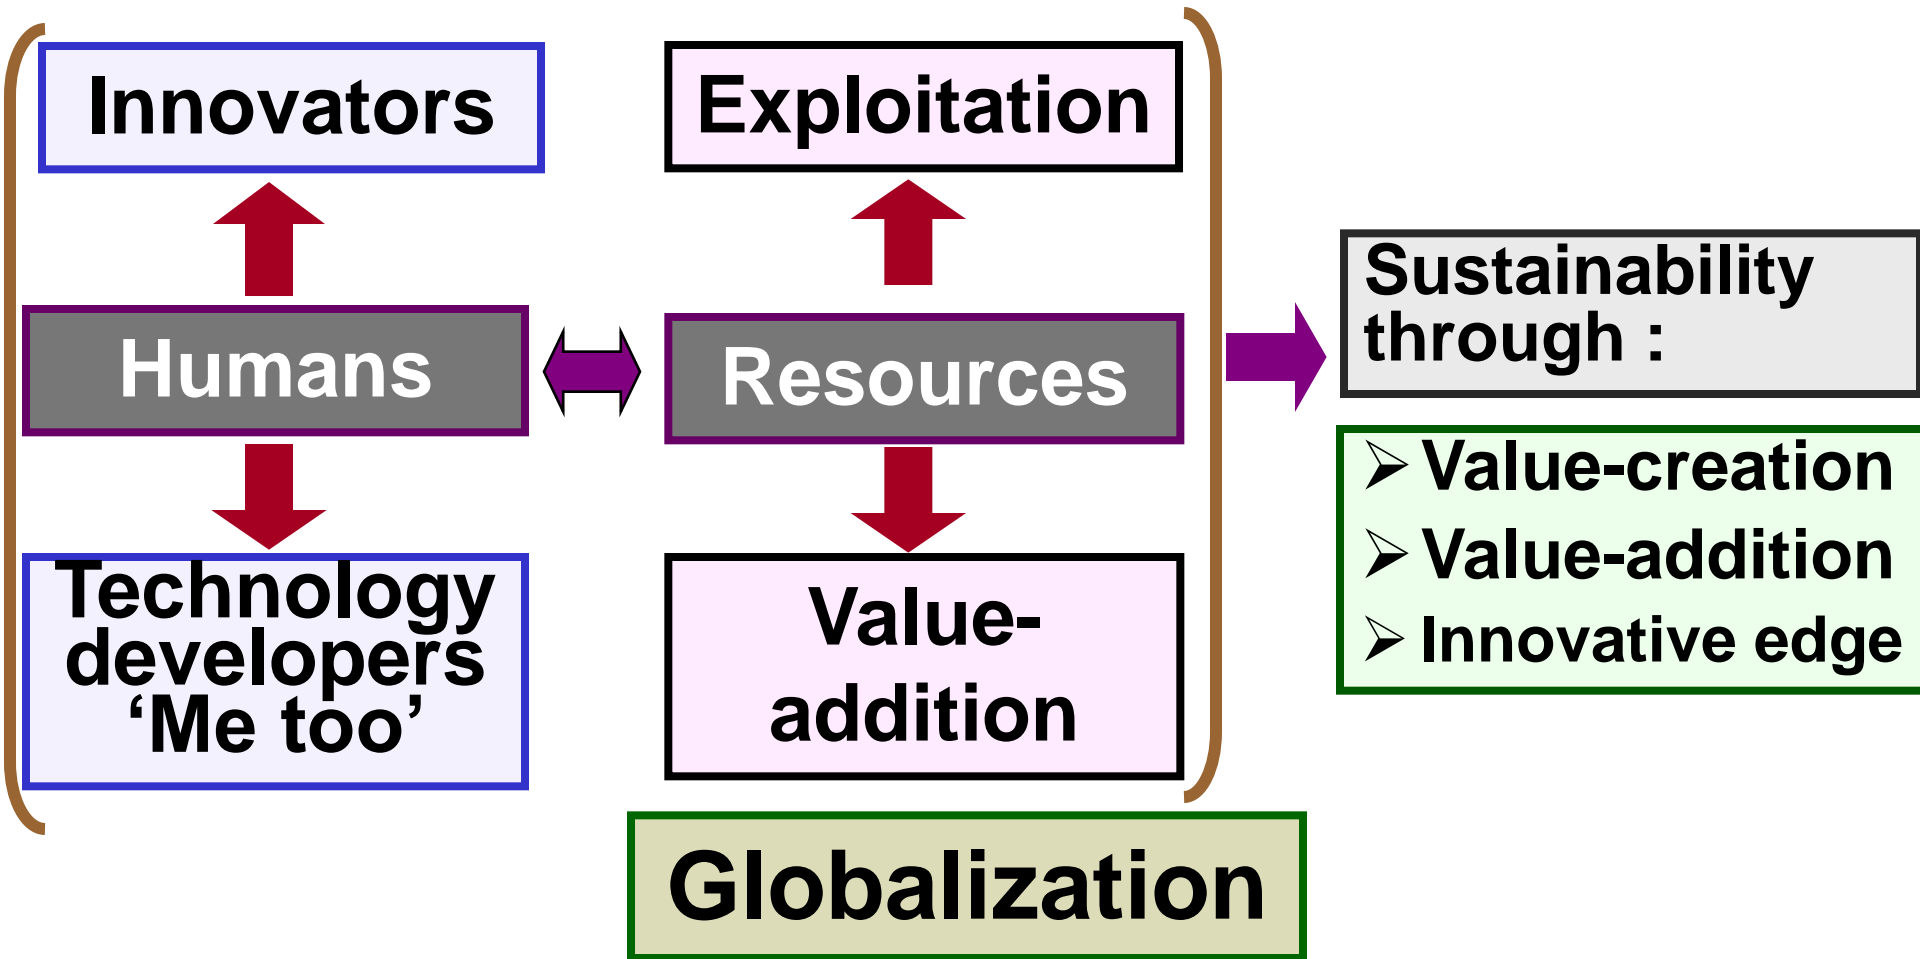 Innovators
Exploitation
Humans
Resources
Technology
developers
‘Me too’
Value-
addition
Sustainability
through :
➢ Value-creation
➢ Value-addition
➢ Innovative edge
Globalization